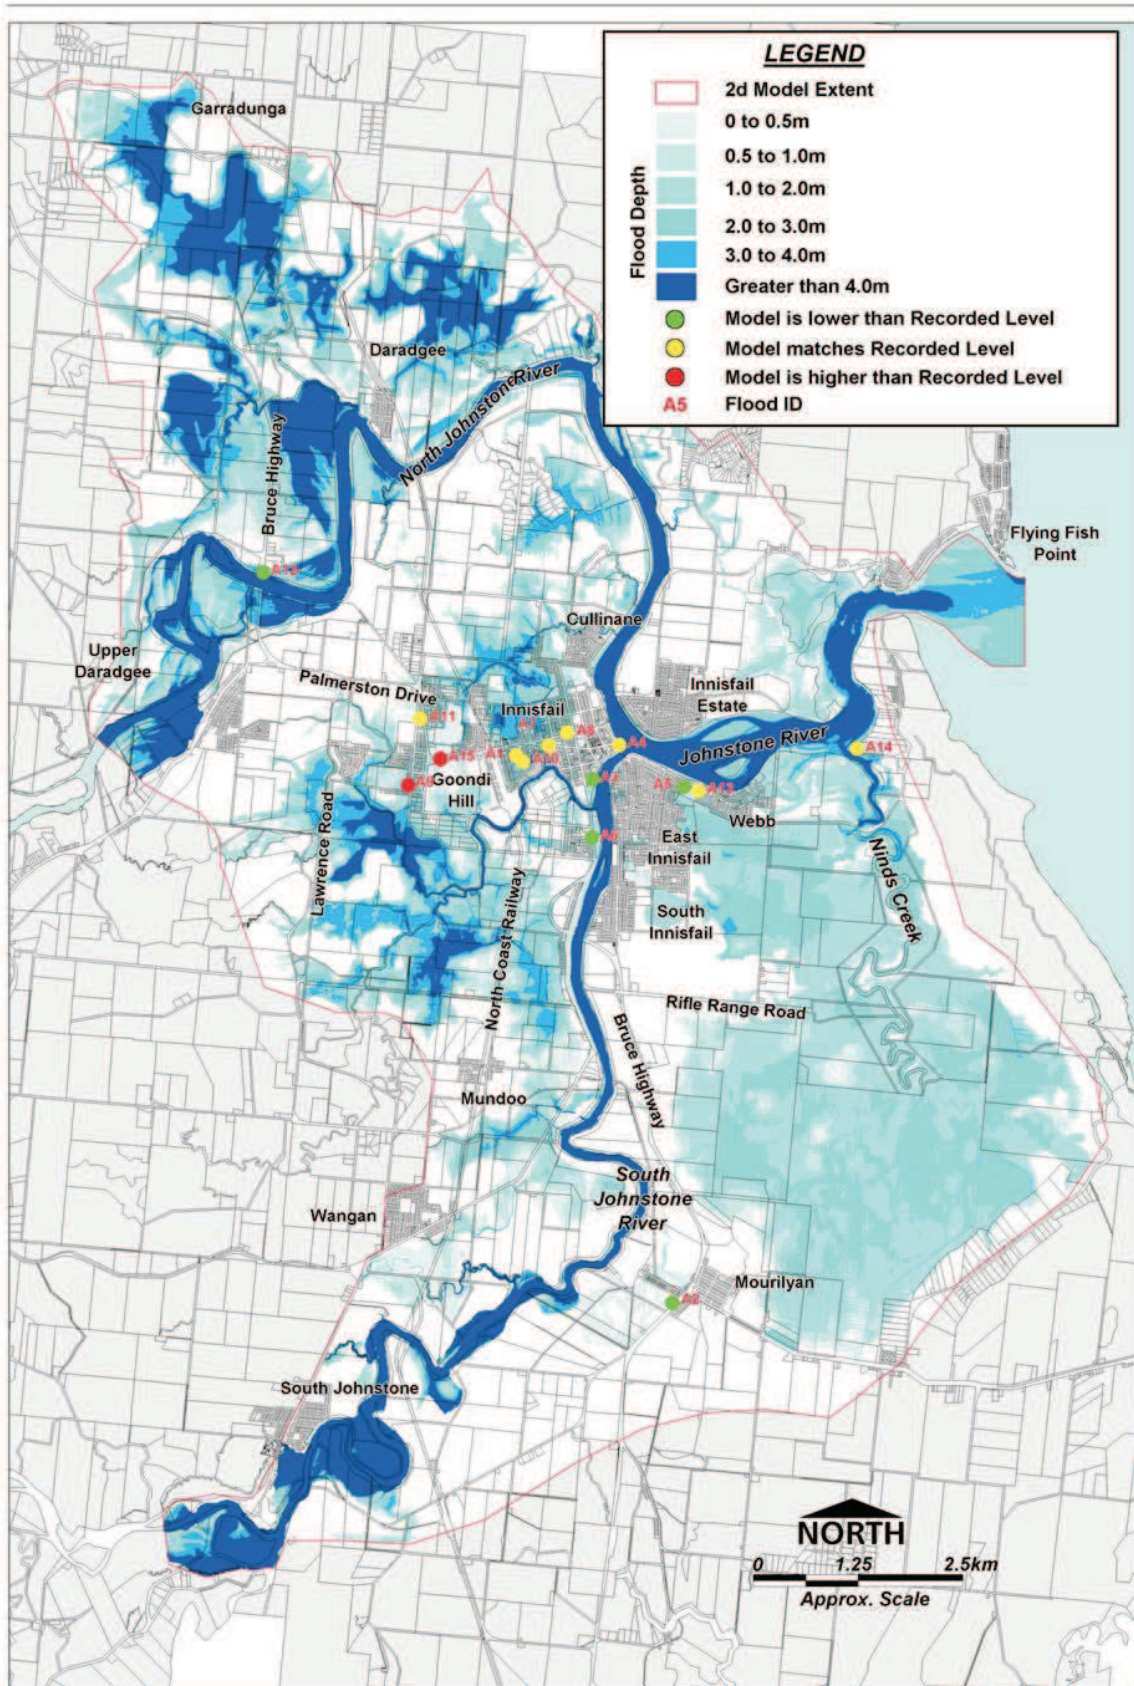 LEGEND
2d Model Extent
0 to 0.5m
0.5 to 1.0m
1.0 to 2.0m
2.0 to 3.0m
3.0 to 4.0m
Greater than 4.0m
Flood Depth
Model is lower than Recorded Level
Model matches Recorded Level
Model is higher than Recorded Level
A5
Flood ID
Garradunga
Daradgee
North Johnstone River
Bruce Highway
Flying Fish
Point
Cullinane
Upper
Daradgee
Palmerston Drive
Innisfail
Innisfail
Estate
A11
A4
Johnstone River
A14
A15
A1
A10
Goondi
Hill
A5
Webb
East
Innisfail
Lawrence Road
Ninds Creek
South
Innisfail
North Coast Railway
Rifle Range Road
Bruce Highway
Mundoo
South
Johnstone
River
Wangan
Mourilyan
A2
South Johnstone
NORTH
0 1.25 2.5km
Approx. Scale